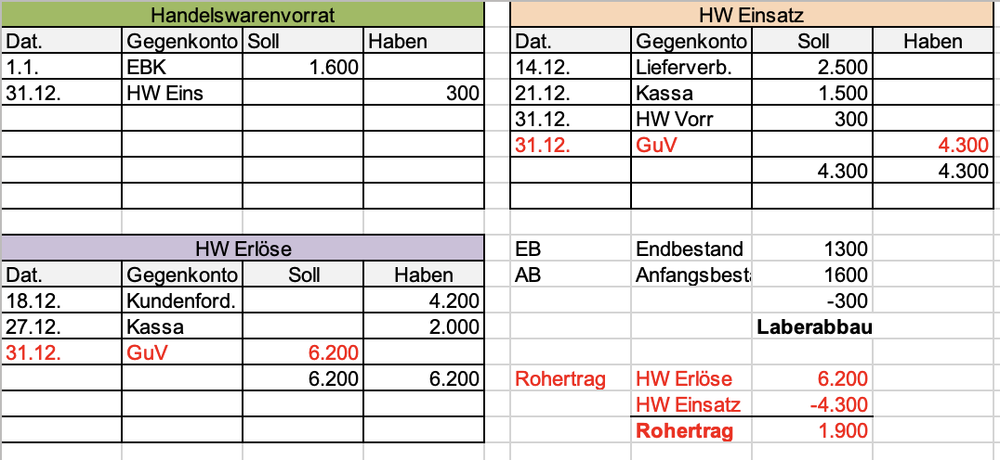 Handelswarenvorrat
Dat. Gegenkonto Soll Haben
1.1. EBK 1.600
31.12. HW Eins 300
HW Einsatz
Dat. Gegenkonto Soll Haben
14.12. Lieferverb. 2.500
21.12. Kassa 1.500
31.12. HW Vorr 300
31.12. GuV 4.300
4.300 4.300
HW Erlöse
Dat. Gegenkonto Soll Haben
18.12. Kundenford. 4.200
27.12. Kassa 2.000
31.12. GuV 6.200
6.200 6.200
EB Endbestand 1300
AB Anfangsbest 1600
-300
Laberabbau
Rohertrag HW Erlöse 6.200
HW Einsatz -4.300
Rohertrag 1.900